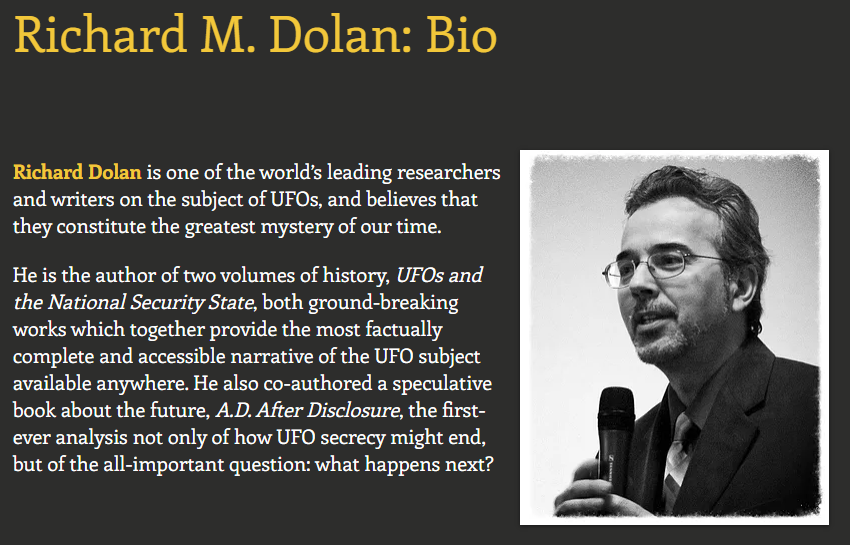 Richard M. Dolan: Bio
Richard Dolan is one of the world's leading researchers
and writers on the subject of UFOs, and believes that
they constitute the greatest mystery of our time.
He is the author of two volumes of history, UFOs and
the National Security State, both ground-breaking
works which together provide the most factually
complete and accessible narrative of the UFO subject
available anywhere. He also co-authored a speculative
book about the future, A.D. After Disclosure, the first-
ever analysis not only of how UFO secrecy might end,
but of the all-important question: what happens next?